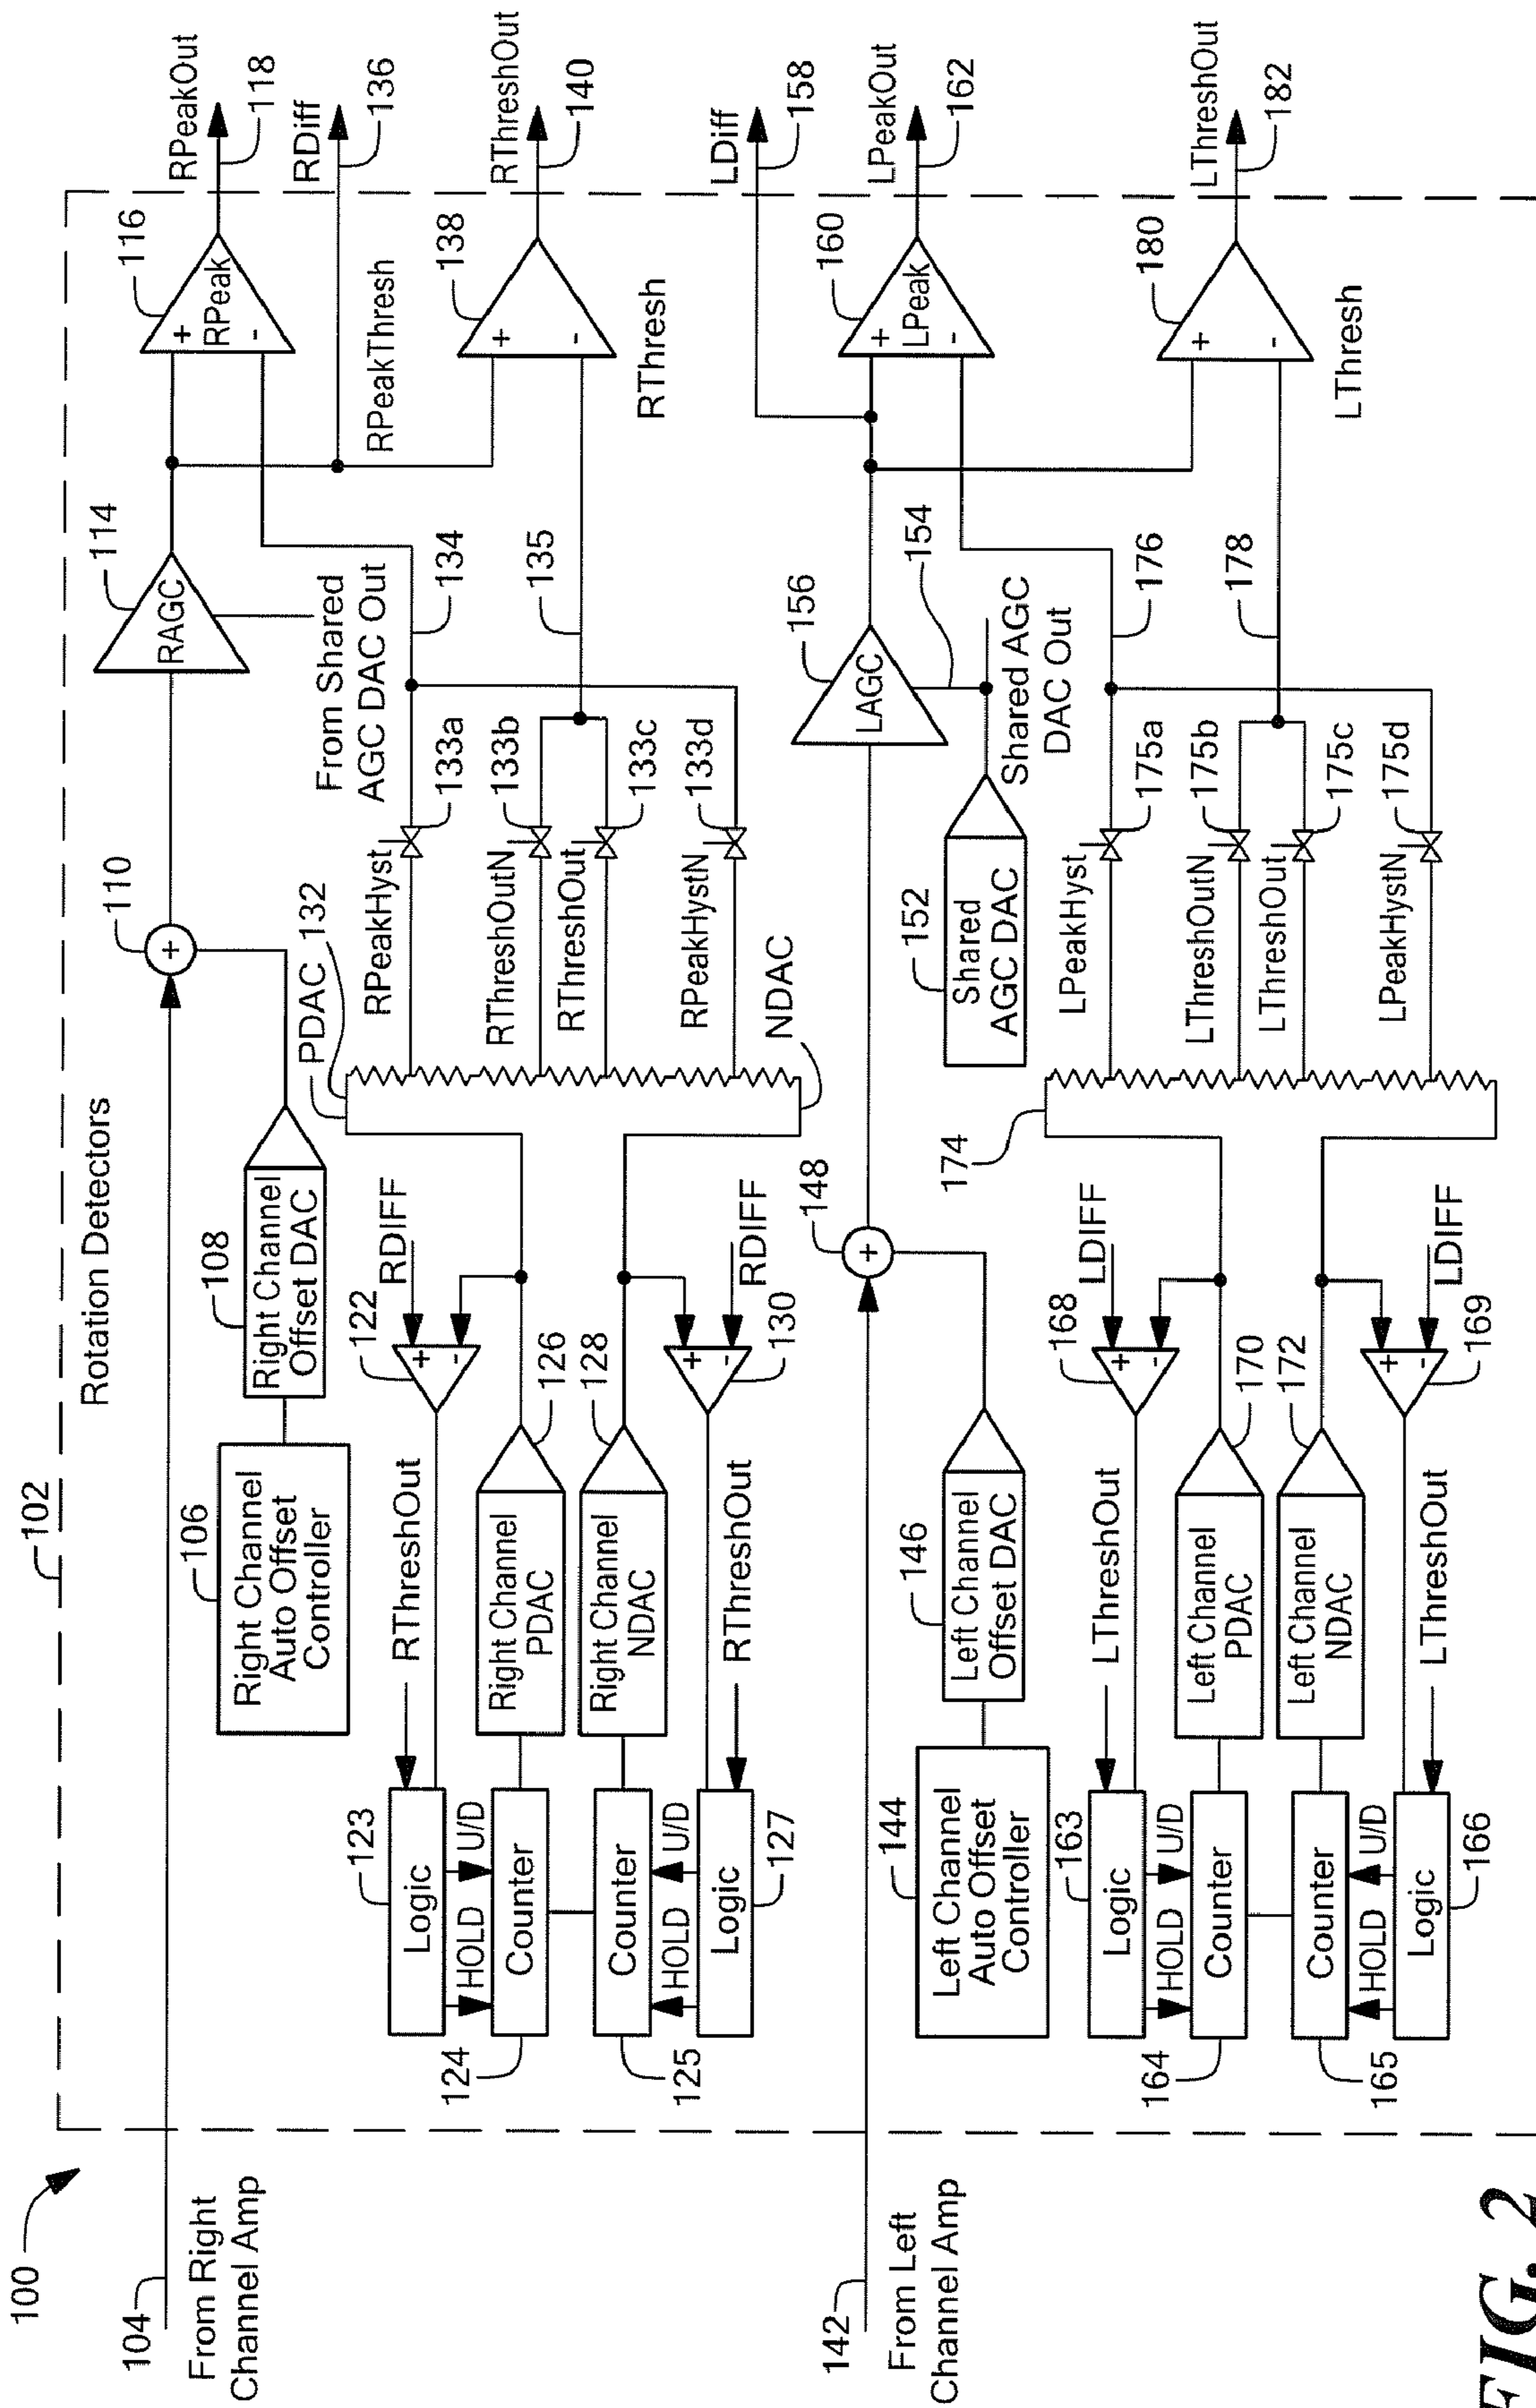 100
102
Rotation Detectors
104
From Right
Channel Amp
106
Right Channel
Auto Offset
Controller
108
Right Channel
Offset DAC
110
+
114
RAGC
From Shared
AGC DAC Out
116
+
RPeak
-
RPeakOut
118
RDiff
136
RPeakThresh
138
+
-
RThresh
RThreshOut
140
123
Logic
HOLD U/D
Counter
124
Counter
125
HOLD U/D
Logic
127
RThreshOut
RThreshOut
122
+
-
RDIFF
Right Channel
PDAC
126
Right Channel
NDAC
128
+
-
130
RDIFF
PDAC
132
NDAC
RPeakHyst
133a
RThreshOutN
133b
RThreshOut
133c
RPeakHystN
133d
134
135
142
From Left
Channel Amp
144
Left Channel
Auto Offset
Controller
146
Left Channel
Offset DAC
148
+
152
Shared
AGC DAC
154
Shared AGC
DAC Out
156
LAGC
LDiff
158
160
+
LPeak
-
LPeakOut
162
180
+
-
LThresh
LThreshOut
182
163
Logic
HOLD U/D
Counter
164
Counter
165
HOLD U/D
Logic
166
LThreshOut
LThreshOut
168
+
-
LDIFF
Left Channel
PDAC
170
Left Channel
NDAC
172
+
-
169
LDIFF
174
LPeakHyst
175a
LThreshOutN
175b
LThreshOut
175c
LPeakHystN
175d
176
178
FIG. 2